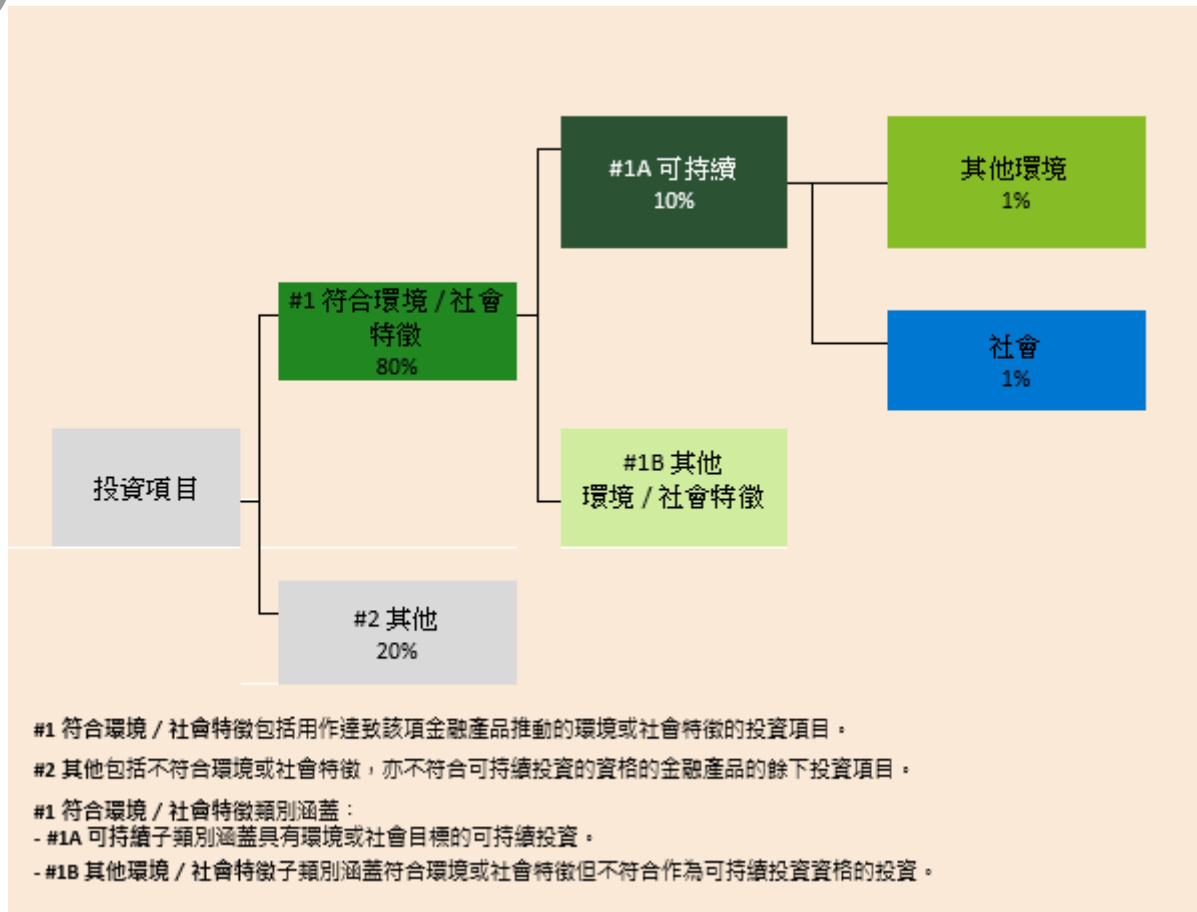 #1A 可持續
10%
其他環境
1%
#1 符合環境 / 社會
特徵
80%
社會
1%
#1B 其他
環境 / 社會特徵
投資項目
#2 其他
20%
#1 符合環境 / 社會特徵包括用作達致該項金融產品推動的環境或社會特徵的投資項目。
#2 其他包括不符合環境或社會特徵，亦不符合可持續投資的資格的金融產品的餘下投資項目。
#1 符合環境 / 社會特徵類別涵蓋：
- #1A 可持續子類別涵蓋具有環境或社會目標的可持續投資。
- #1B 其他環境 / 社會特徵子類別涵蓋符合環境或社會特徵但不符合作為可持續投資資格的投資。